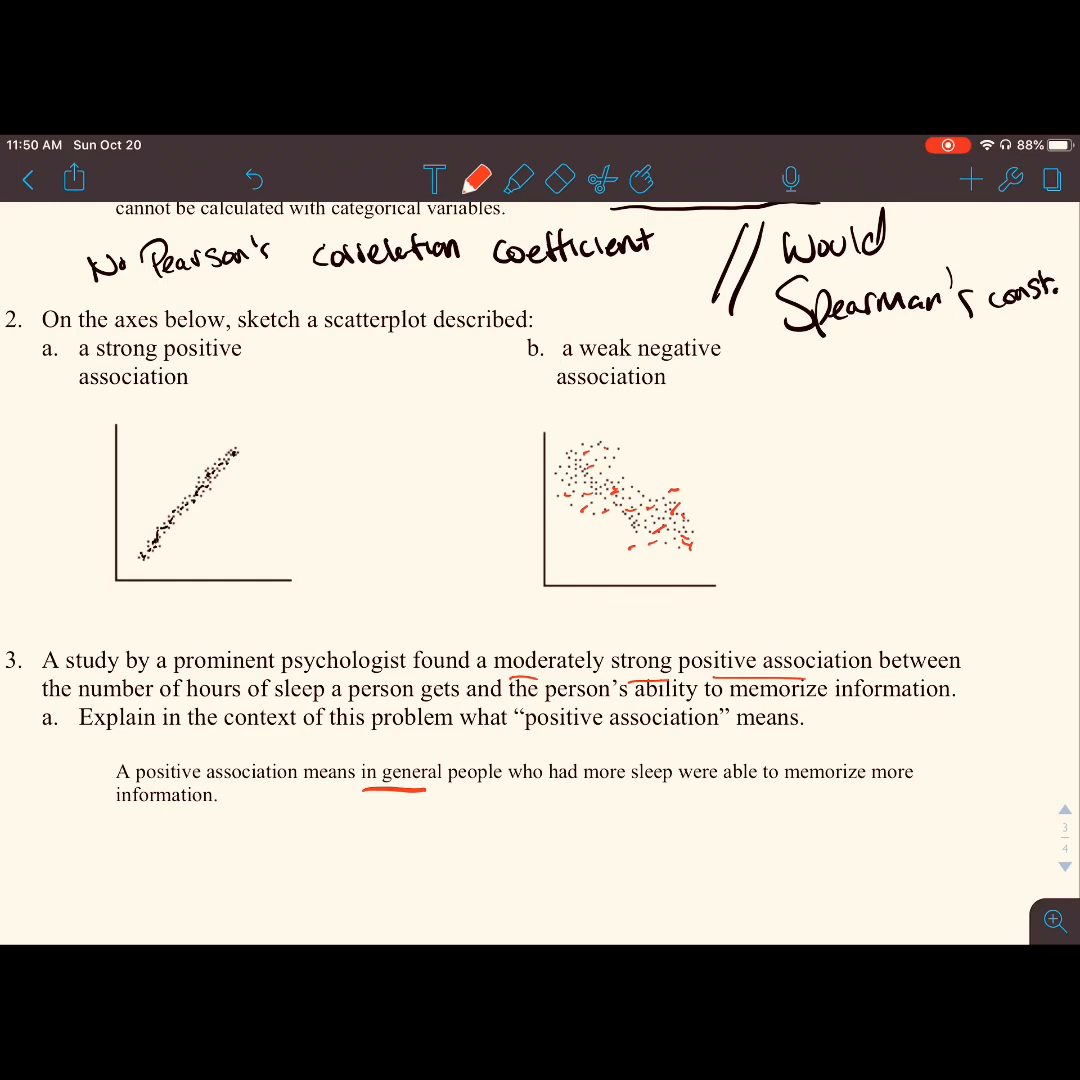 11:50 AM Sun Oct 20
88%
T
cannot be calculated with categorical variables.
No Pearson's correlation coefficient
Would
Spearman's const.
2. On the axes below, sketch a scatterplot described:
a. a strong positive
association
b. a weak negative
association
3. A study by a prominent psychologist found a moderately strong positive association between
the number of hours of sleep a person gets and the person's ability to memorize information.
a. Explain in the context of this problem what “positive association” means.
A positive association means in general people who had more sleep were able to memorize more
information.
3
4